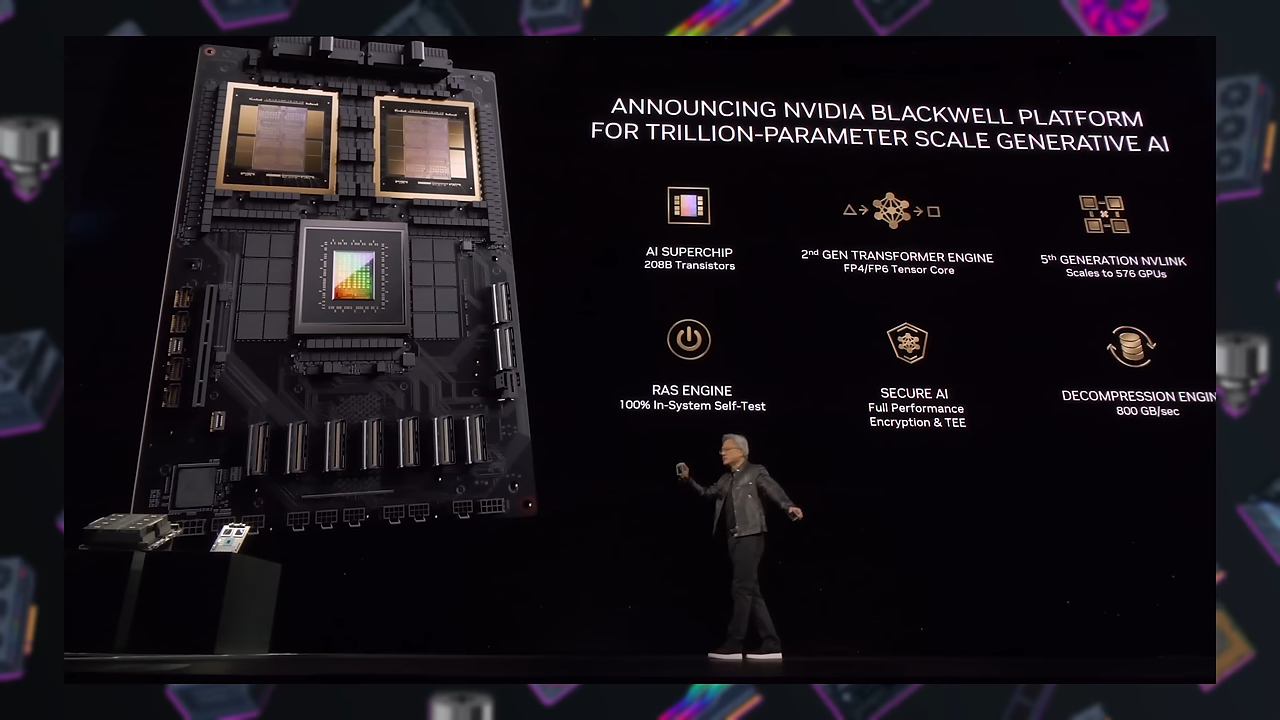 ANNOUNCING NVIDIA BLACKWELL PLATFORM
FOR TRILLION-PARAMETER SCALE GENERATIVE AI
AI SUPERCHIP
208B Transistors
2nd GEN TRANSFORMER ENGINE
FP4/FP6 Tensor Core
5th GENERATION NVLINK
Scales to 576 GPUs
RAS ENGINE
100% In-System Self-Test
SECURE AI
Full Performance
Encryption & TEE
DECOMPRESSION ENGIN
800 GB/sec